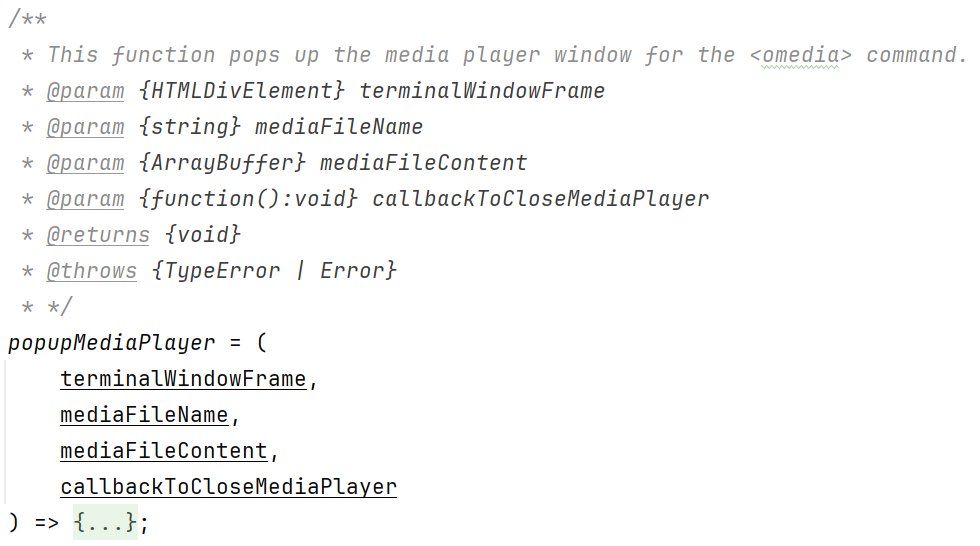 /**
 * This function pops up the media player window for the <omedia> command.
 * @param {HTMLDivElement} terminalWindowFrame
 * @param {string} mediaFileName
 * @param {ArrayBuffer} mediaFileContent
 * @param {function():void} callbackToCloseMediaPlayer
 * @returns {void}
 * @throws {TypeError | Error}
 * */
popupMediaPlayer = (
    terminalWindowFrame,
    mediaFileName,
    mediaFileContent,
    callbackToCloseMediaPlayer
) => {...};